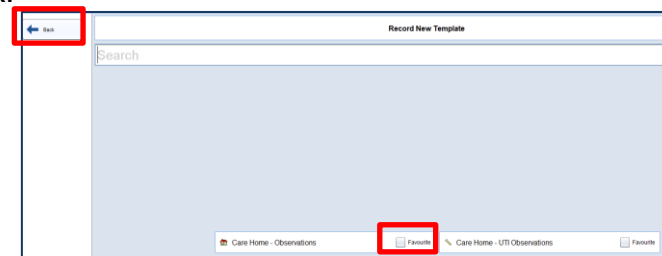 Back
Record New Template
Search
Care Home - Observations
Favourite
Care Home - UTI Observations
Favourite